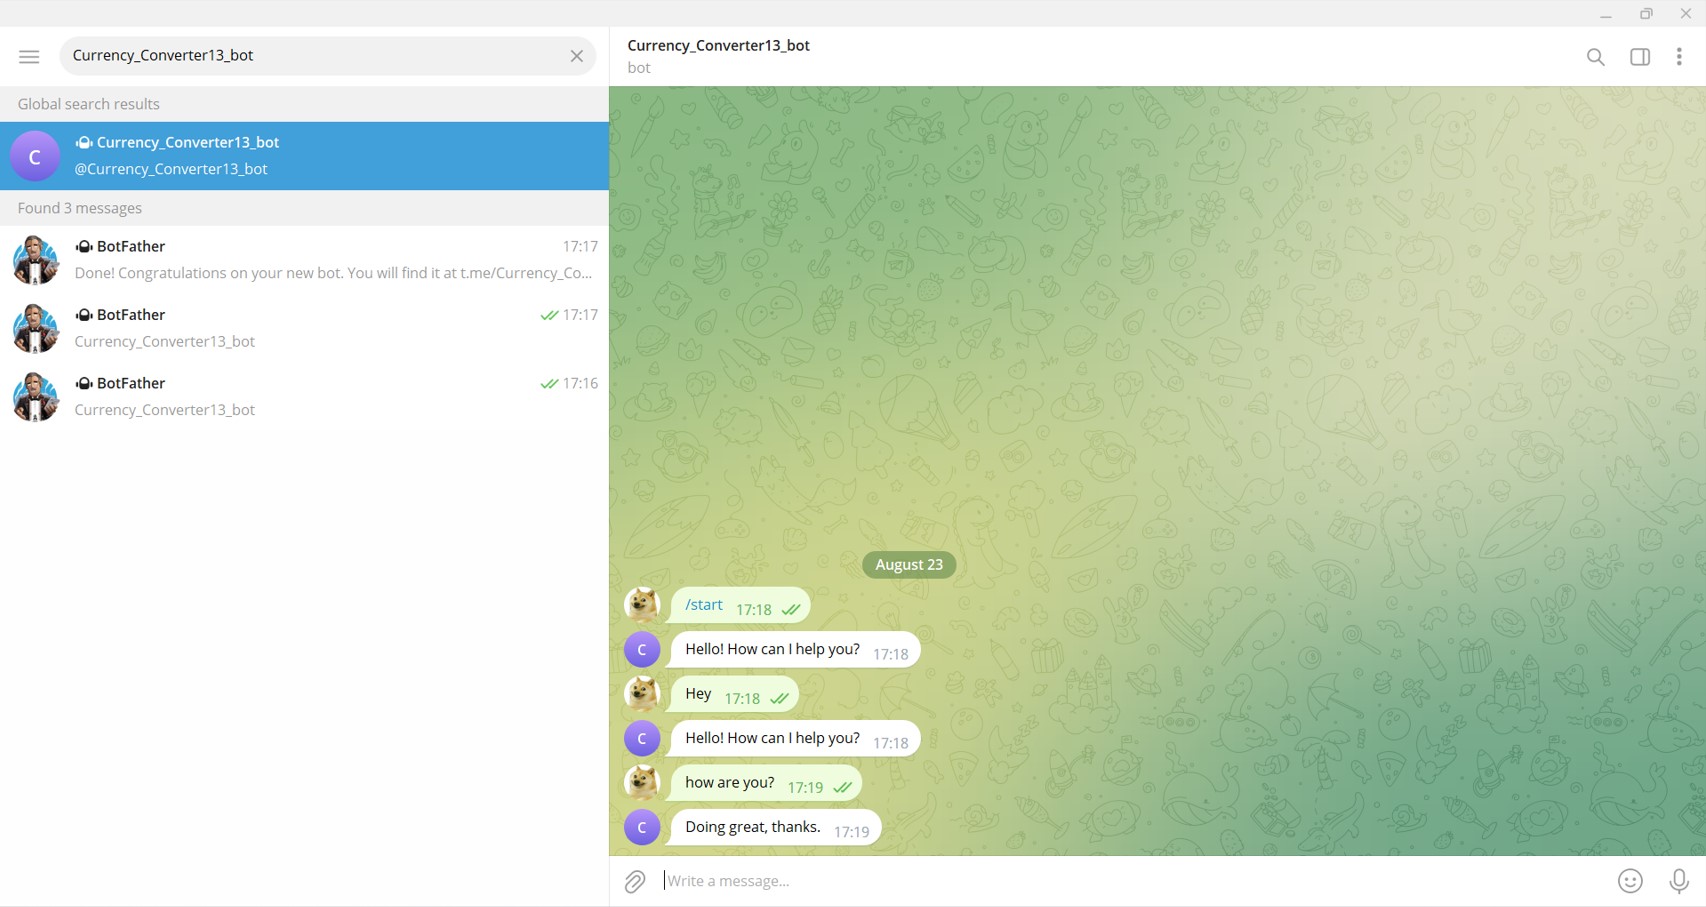 Currency_Converter13_bot
Global search results
C
Currency_Converter13_bot
@Currency_Converter13_bot
Found 3 messages
BotFather 17:17
Done! Congratulations on your new bot. You will find it at t.me/Currency_Co...
BotFather 17:17
Currency_Converter13_bot
BotFather 17:16
Currency_Converter13_bot
Currency_Converter13_bot
bot
August 23
/start 17:18
C Hello! How can I help you? 17:18
Hey 17:18
C Hello! How can I help you? 17:18
how are you? 17:19
C Doing great, thanks. 17:19
Write a message...